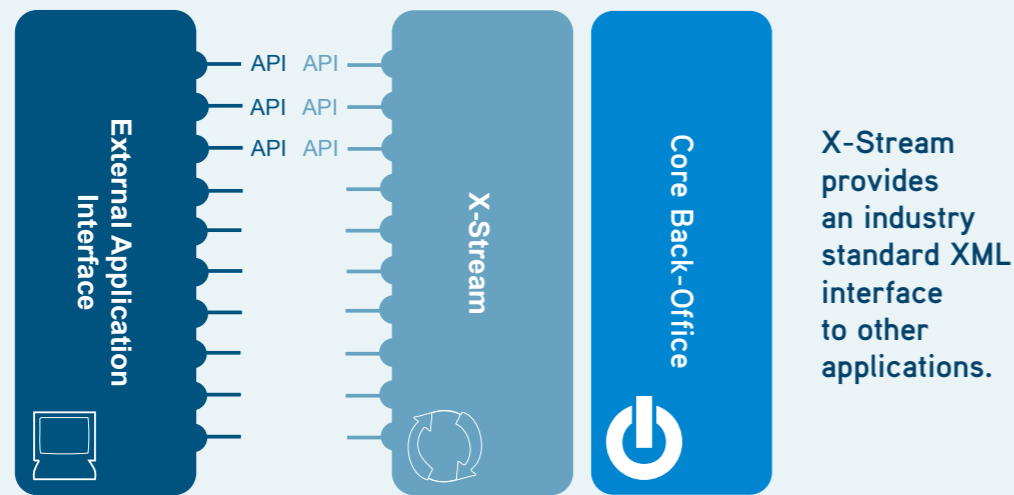 External Application
Interface
API API
API API
API API
X-Stream
Core Back-Office
X-Stream
provides
an industry
standard XML
interface
to other
applications.